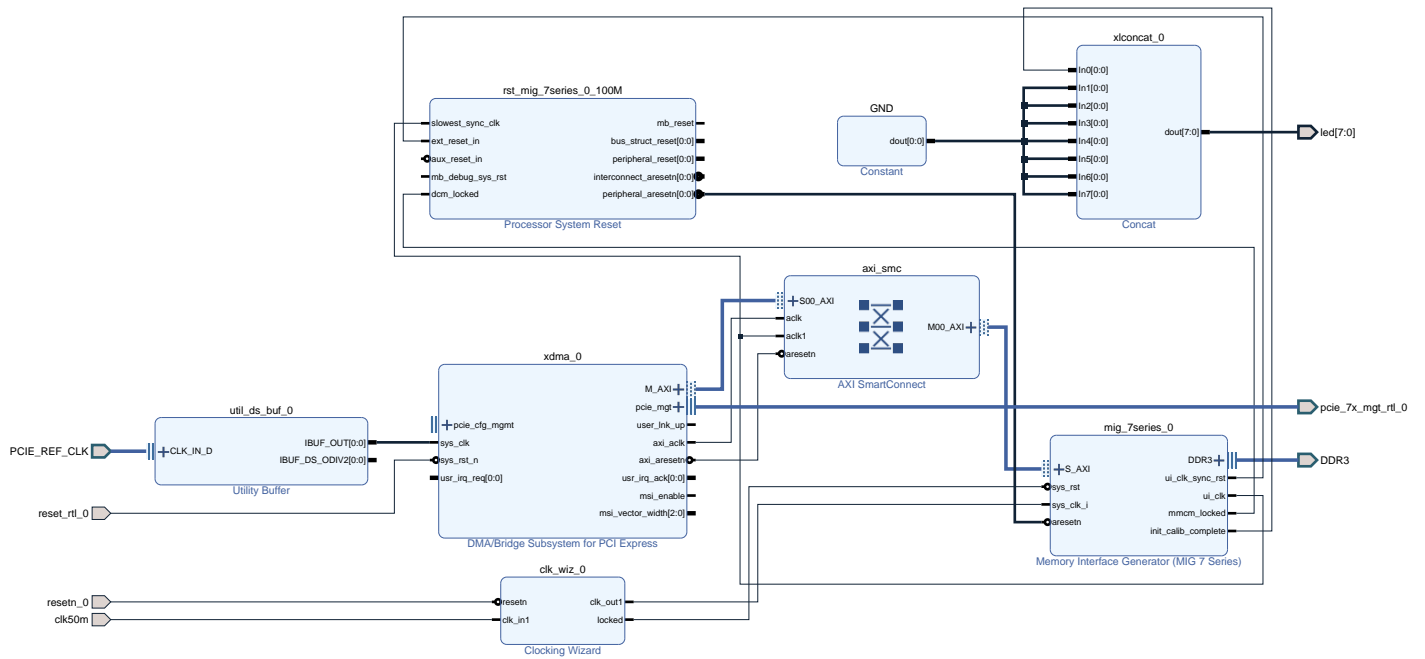 xlconcat_0
In0[0:0]
In1[0:0]
In2[0:0]
In3[0:0]
In4[0:0]
In5[0:0]
In6[0:0]
In7[0:0]
dout[7:0]
Concat
led[7:0]
rst_mig_7series_0_100M
slowest_sync_clk
ext_reset_in
aux_reset_in
mb_debug_sys_rst
dcm_locked
mb_reset
bus_struct_reset[0:0]
peripheral_reset[0:0]
interconnect_aresetn[0:0]
peripheral_aresetn[0:0]
Processor System Reset
GND
dout[0:0]
Constant
axi_smc
S00_AXI
aclk
aclk1
aresetn
M00_AXI
AXI SmartConnect
xdma_0
pcie_cfg_mgmt
sys_clk
sys_rst_n
usr_irq_req[0:0]
M_AXI
pcie_mgt
user_lnk_up
axi_aclk
axi_aresetn
usr_irq_ack[0:0]
msi_enable
msi_vector_width[2:0]
DMA/Bridge Subsystem for PCI Express
pcie_7x_mgt_rtl_0
util_ds_buf_0
PCIE_REF_CLK
CLK_IN_D
IBUF_OUT[0:0]
IBUF_DS_ODIV2[0:0]
Utility Buffer
reset_rtl_0
mig_7series_0
S_AXI
sys_rst
sys_clk_i
aresetn
DDR3
ui_clk_sync_rst
ui_clk
mmcm_locked
init_calib_complete
Memory Interface Generator (MIG 7 Series)
DDR3
clk_wiz_0
resetn_0
clk50m
resetn
clk_in1
clk_out1
locked
Clocking Wizard